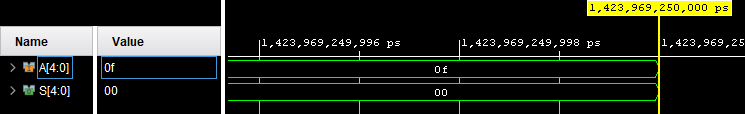 1,423,969,250,000 ps
Name Value
1,423,969,249,996 ps 1,423,969,249,998 ps 1,423,969,25
A[4:0] 0f 0f
S[4:0] 00 00